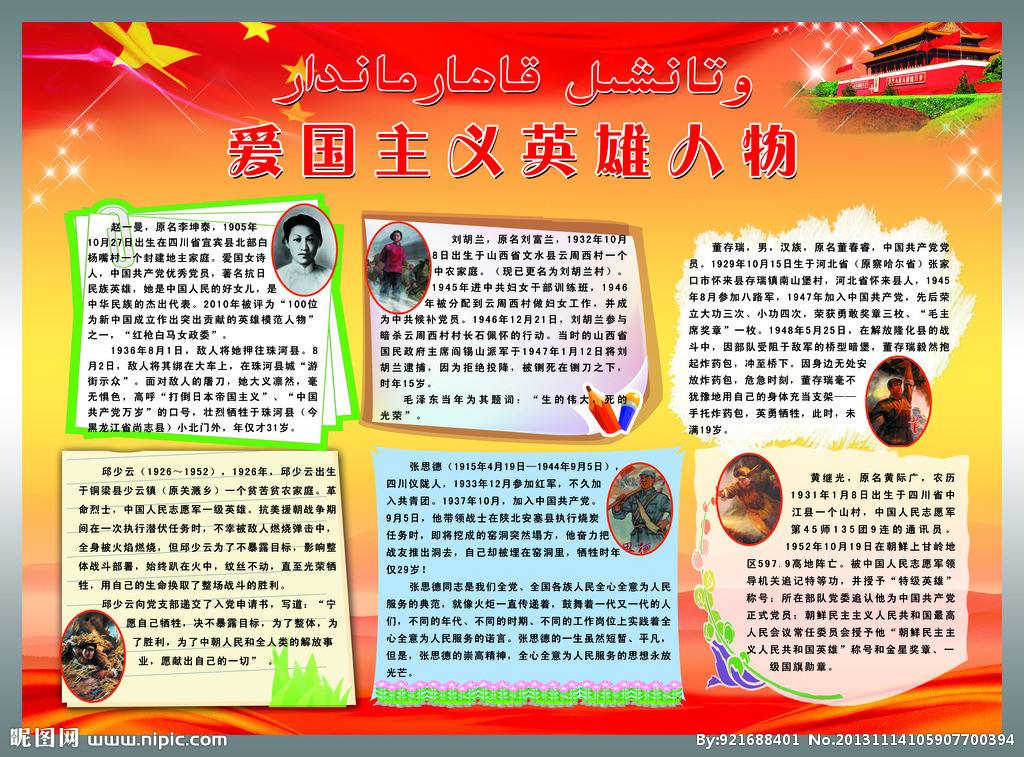 وتانشىل قاھارماندار
爱国主义英雄人物
赵一曼，原名李坤泰，1905年
10月27日出生在四川省宜宾县北部白
杨嘴村一个封建地主家庭。爱国女诗
人，中国共产党优秀党员，著名抗日
民族英雄，她是中国人民的好女儿，是
中华民族的杰出代表。2010年被评为“100位
为新中国成立作出突出贡献的英雄模范人物”
之一，“红枪白马女政委”。
1936年8月1日，敌人将她押往珠河县。8
月2日，敌人将其绑在大车上，在珠河县城“游
街示众”。面对敌人的屠刀，她大义凛然，毫
无惧色，高呼“打倒日本帝国主义”、“中国
共产党万岁”的口号，壮烈牺牲于珠河县（今
黑龙江省尚志县）小北门外，年仅才31岁。
刘胡兰，原名刘富兰，1932年10月
8日出生于山西省文水县云周西村一个
中农家庭。（现已更名为刘胡兰村）。
1945年进中共妇女干部训练班，1946
年被分配到云周西村做妇女工作，并成
为中共候补党员。1946年12月21日，刘胡兰参与
暗杀云周西村村长石佩怀的行动。当时的山西省
国民政府主席阎锡山派军于1947年1月12日将刘
胡兰逮捕，因为拒绝投降，被铡死在铡刀之下，
时年15岁。
毛泽东当年为其题词：“生的伟大，死的
光荣”。
董存瑞，男，汉族，原名董春睿，中国共产党党
员。1929年10月15日生于河北省（原察哈尔省）张家
口市怀来县存瑞镇南山堡村，河北省怀来县人，1945
年8月参加八路军，1947年加入中国共产党，先后荣
立大功三次、小功四次，荣获勇敢奖章三枚、“毛主
席奖章”一枚。1948年5月25日，在解放隆化县的战
斗中，因部队受阻于敌军的桥型暗堡，董存瑞毅然抱
起炸药包，冲至桥下。因身边无处安
放炸药包，危急时刻，董存瑞毫不
犹豫地用自己的身体充当支架——
手托炸药包，英勇牺牲，此时，未
满19岁。
邱少云（1926～1952），1926年，邱少云出生
于铜梁县少云镇（原关溅乡）一个贫苦贫农家庭。革
命烈士，中国人民志愿军一级英雄。抗美援朝战争期
间在一次执行潜伏任务时，不幸被敌人燃烧弹击中，
全身被火焰燃烧，但邱少云为了不暴露目标，影响整
体战斗部署，始终趴在火中，纹丝不动，直至光荣牺
牲，用自己的生命换取了整场战斗的胜利。
邱少云向党支部递交了入党申请书，写道：“宁
愿自己牺牲，决不暴露目标，为了整体，为
了胜利，为了中朝人民和全人类的解放事
业，愿献出自己的一切”。
张思德（1915年4月19日—1944年9月5日），
四川仪陇人，1933年12月参加红军，不久加
入共青团。1937年10月，加入中国共产党。
9月5日，他带领战士在陕北安塞县执行烧炭
任务时，即将挖成的窑洞突然塌方，他奋力把
战友推出洞去，自己却被埋在窑洞里，牺牲时年
仅29岁！
张思德同志是我们全党、全国各族人民全心全意为人民
服务的典范，就像火炬一直传递着，鼓舞着一代又一代的人
们，不同的年代、不同的时期、不同的工作岗位上实践着全
心全意为人民服务的诺言。张思德的一生虽然短暂、平凡，
但是，张思德的崇高精神，全心全意为人民服务的思想永放
光芒。
黄继光，原名黄际广，农历
1931年1月8日出生于四川省中
江县一个山村，中国人民志愿军
第45师135团9连的通讯员。
1952年10月19日在朝鲜上甘岭地
区597.9高地阵亡。被中国人民志愿军领
导机关追记特等功，并授予“特级英雄”
称号；所在部队党委追认他为中国共产党
正式党员；朝鲜民主主义人民共和国最高
人民会议常任委员会授予他“朝鲜民主主
义人民共和国英雄”称号和金星奖章、一
级国旗勋章。
昵图网 www.nipic.com
By:921688401 No.20131114105907700394